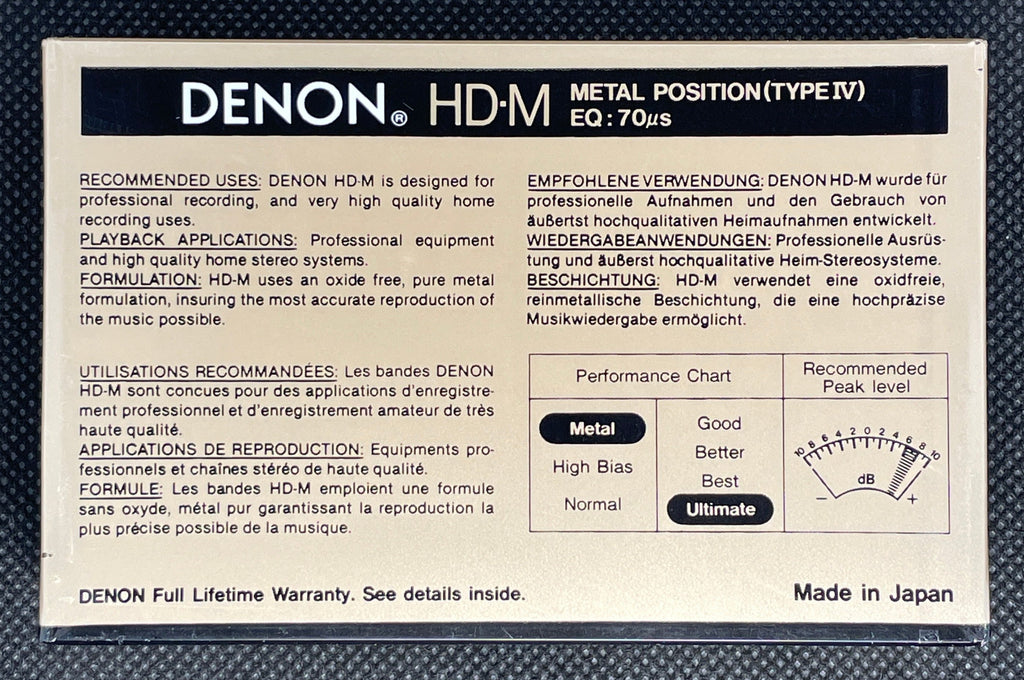 DENON® HD·M METAL POSITION (TYPE IV)
EQ : 70μs
RECOMMENDED USES: DENON HD-M is designed for
professional recording, and very high quality home
recording uses.
PLAYBACK APPLICATIONS: Professional equipment
and high quality home stereo systems.
FORMULATION: HD-M uses an oxide free, pure metal
formulation, insuring the most accurate reproduction of
the music possible.
EMPFOHLENE VERWENDUNG: DENON HD-M wurde für
professionelle Aufnahmen und den Gebrauch von
äußertst hochqualitativen Heimaufnahmen entwickelt.
WIEDERGABEANWENDUNGEN: Professionelle Ausrüs-
tung und äußerst hochqualitative Heim-Stereosysteme.
BESCHICHTUNG: HD-M verwendet eine oxidfreie,
reinmetallische Beschichtung, die eine hochpräzise
Musikwiedergabe ermöglicht.
UTILISATIONS RECOMMANDÉES: Les bandes DENON
HD-M sont concues pour des applications d'enregistre-
ment professionnel et d'enregistrement amateur de très
haute qualité.
APPLICATIONS DE REPRODUCTION: Equipments pro-
fessionnels et chaînes stéréo de haute qualité.
FORMULE: Les bandes HD-M emploient une formule
sans oxyde, métal pur garantissant la reproduction la
plus précise possible de la musique.
Performance Chart
Metal
High Bias
Normal
Good
Better
Best
Ultimate
Recommended
Peak level
10 8 6 4 2 0 2 4 6 8 10
dB
− +
DENON Full Lifetime Warranty. See details inside.
Made in Japan